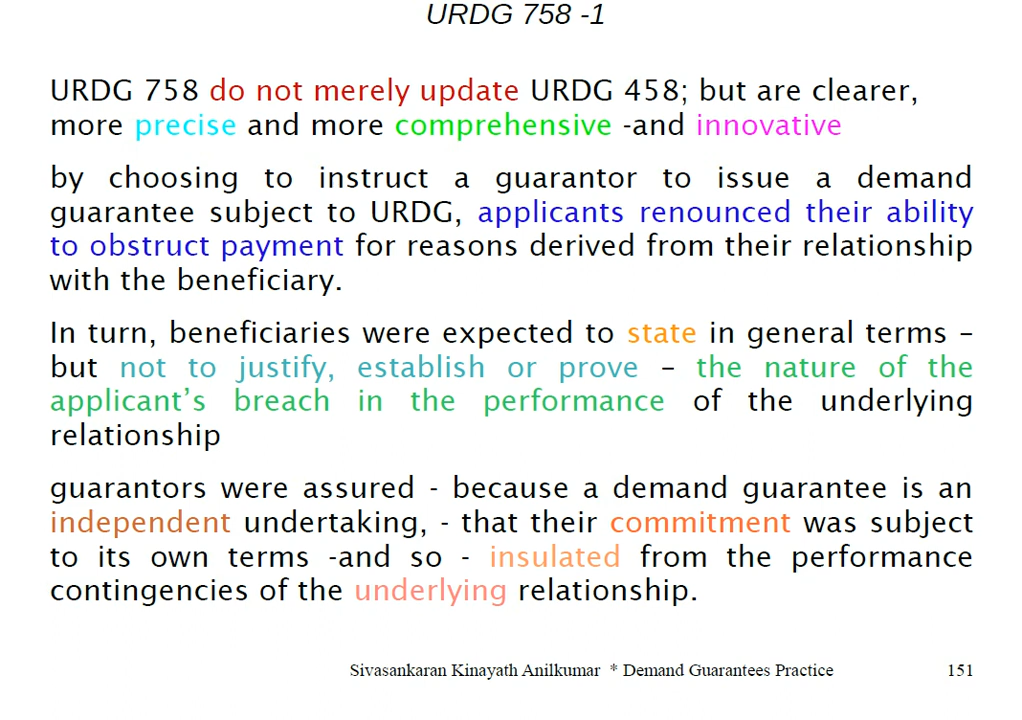 URDG 758 -1
URDG 758 do not merely update URDG 458; but are clearer,
more precise and more comprehensive -and innovative
by choosing to instruct a guarantor to issue a demand
guarantee subject to URDG, applicants renounced their ability
to obstruct payment for reasons derived from their relationship
with the beneficiary.
In turn, beneficiaries were expected to state in general terms –
but not to justify, establish or prove – the nature of the
applicant’s breach in the performance of the underlying
relationship
guarantors were assured - because a demand guarantee is an
independent undertaking, - that their commitment was subject
to its own terms -and so - insulated from the performance
contingencies of the underlying relationship.
Sivasankaran Kinayath Anilkumar * Demand Guarantees Practice 151